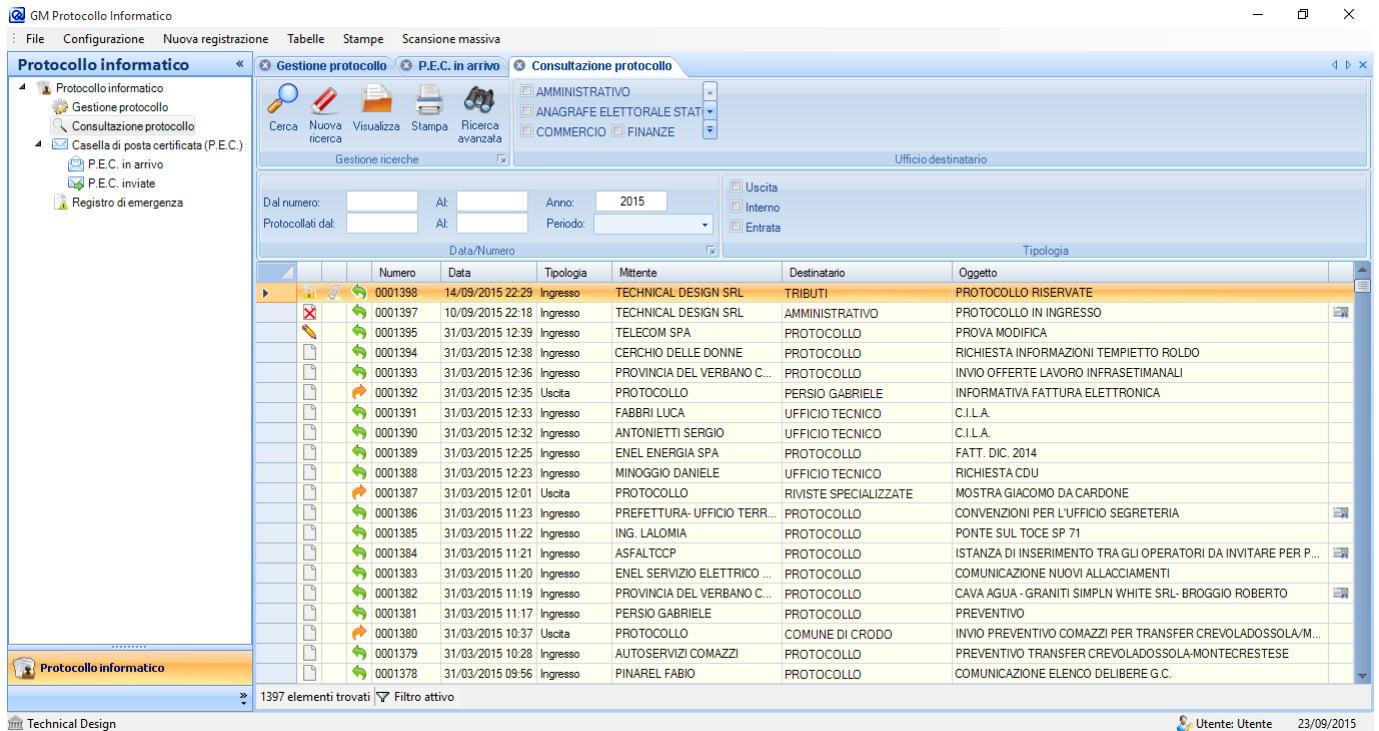 GM Protocollo Informatico
File Configurazione Nuova registrazione Tabelle Stampe Scansione massiva
Protocollo informatico «
Protocollo informatico
Gestione protocollo
Consultazione protocollo
Casella di posta certificata (P.E.C.)
P.E.C. in arrivo
P.E.C. inviate
Registro di emergenza
Protocollo informatico
Gestione protocollo P.E.C. in arrivo Consultazione protocollo
Cerca Nuova ricerca Visualizza Stampa Ricerca avanzata
Gestione ricerche
AMMINISTRATIVO
ANAGRAFE ELETTORALE STAT
COMMERCIO FINANZE
Ufficio destinatario
Dal numero: Al: Anno: 2015
Protocollati dal: Al: Periodo:
Data/Numero
Uscita
Interno
Entrata
Tipologia
Numero Data Tipologia Mittente Destinatario Oggetto
0001398 14/09/2015 22:29 Ingresso TECHNICAL DESIGN SRL TRIBUTI PROTOCOLLO RISERVATE
0001397 10/09/2015 22:18 Ingresso TECHNICAL DESIGN SRL AMMINISTRATIVO PROTOCOLLO IN INGRESSO
0001395 31/03/2015 12:39 Ingresso TELECOM SPA PROTOCOLLO PROVA MODIFICA
0001394 31/03/2015 12:38 Ingresso CERCHIO DELLE DONNE PROTOCOLLO RICHIESTA INFORMAZIONI TEMPIETTO ROLDO
0001393 31/03/2015 12:36 Ingresso PROVINCIA DEL VERBANO C... PROTOCOLLO INVIO OFFERTE LAVORO INFRASETIMANALI
0001392 31/03/2015 12:35 Uscita PROTOCOLLO PERSIO GABRIELE INFORMATIVA FATTURA ELETTRONICA
0001391 31/03/2015 12:33 Ingresso FABBRI LUCA UFFICIO TECNICO C.I.L.A.
0001390 31/03/2015 12:32 Ingresso ANTONIETTI SERGIO UFFICIO TECNICO C.I.L.A.
0001389 31/03/2015 12:25 Ingresso ENEL ENERGIA SPA PROTOCOLLO FATT. DIC. 2014
0001388 31/03/2015 12:23 Ingresso MINOGGIO DANIELE UFFICIO TECNICO RICHIESTA CDU
0001387 31/03/2015 12:01 Uscita PROTOCOLLO RIVISTE SPECIALIZZATE MOSTRA GIACOMO DA CARDONE
0001386 31/03/2015 11:23 Ingresso PREFETTURA- UFFICIO TERR... PROTOCOLLO CONVENZIONI PER L'UFFICIO SEGRETERIA
0001385 31/03/2015 11:22 Ingresso ING. LALOMIA PROTOCOLLO PONTE SUL TOCE SP 71
0001384 31/03/2015 11:21 Ingresso ASFALTCCP PROTOCOLLO ISTANZA DI INSERIMENTO TRA GLI OPERATORI DA INVITARE PER P...
0001383 31/03/2015 11:20 Ingresso ENEL SERVIZIO ELETTRICO ... PROTOCOLLO COMUNICAZIONE NUOVI ALLACCIAMENTI
0001382 31/03/2015 11:19 Ingresso PROVINCIA DEL VERBANO C... PROTOCOLLO CAVA AGUA - GRANITI SIMPLN WHITE SRL- BROGGIO ROBERTO
0001381 31/03/2015 11:17 Ingresso PERSIO GABRIELE PROTOCOLLO PREVENTIVO
0001380 31/03/2015 10:37 Uscita PROTOCOLLO COMUNE DI CRODO INVIO PREVENTIVO COMAZZI PER TRANSFER CREVOLADOSSOLA/M...
0001379 31/03/2015 10:28 Ingresso AUTOSERVIZI COMAZZI PROTOCOLLO PREVENTIVO TRANSFER CREVOLADOSSOLA-MONTECRESTESE
0001378 31/03/2015 09:56 Ingresso PINAREL FABIO PROTOCOLLO COMUNICAZIONE ELENCO DELIBERE G.C.
1397 elementi trovati Filtro attivo
Technical Design Utente: Utente 23/09/2015